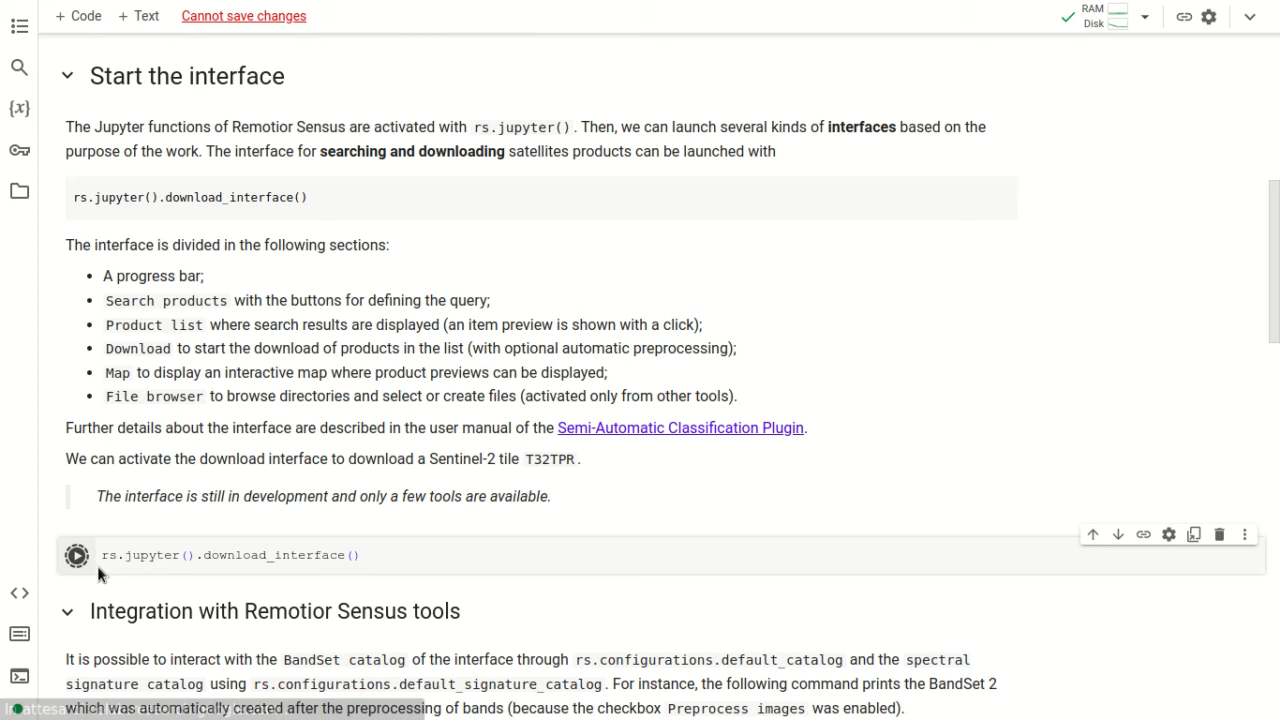 + Code + Text Cannot save changes RAM Disk
Start the interface
The Jupyter functions of Remotior Sensus are activated with rs.jupyter(). Then, we can launch several kinds of interfaces based on the
purpose of the work. The interface for searching and downloading satellites products can be launched with
rs.jupyter().download_interface()
The interface is divided in the following sections:
• A progress bar;
• Search products with the buttons for defining the query;
• Product list where search results are displayed (an item preview is shown with a click);
• Download to start the download of products in the list (with optional automatic preprocessing);
• Map to display an interactive map where product previews can be displayed;
• File browser to browse directories and select or create files (activated only from other tools).
Further details about the interface are described in the user manual of the Semi-Automatic Classification Plugin.
We can activate the download interface to download a Sentinel-2 tile T32TPR.
The interface is still in development and only a few tools are available.
rs.jupyter().download_interface()
Integration with Remotior Sensus tools
It is possible to interact with the BandSet catalog of the interface through rs.configurations.default_catalog and the spectral
signature catalog using rs.configurations.default_signature_catalog. For instance, the following command prints the BandSet 2
which was automatically created after the preprocessing of bands (because the checkbox Preprocess images was enabled).